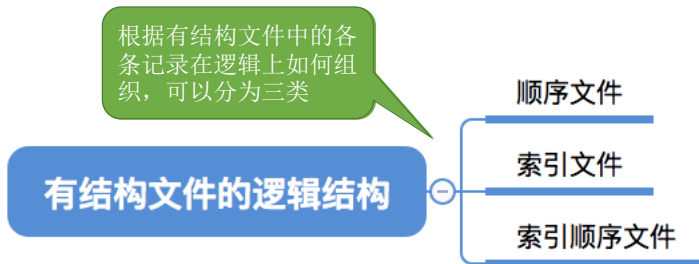 根据有结构文件中的各
条记录在逻辑上如何组
织，可以分为三类
顺序文件
索引文件
有结构文件的逻辑结构
索引顺序文件